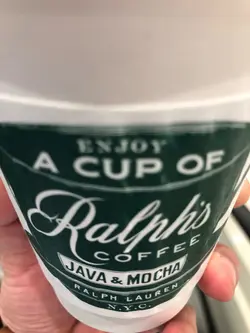 ENJOY
A CUP OF
Ralph's
COFFEE
JAVA & MOCHA
RALPH LAUREN
N.Y.C.